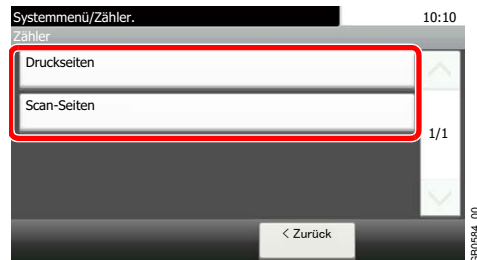 Systemmenü/Zähler. 10:10
Zähler
Druckseiten
Scan-Seiten
1/1
< Zurück
GB0584_00